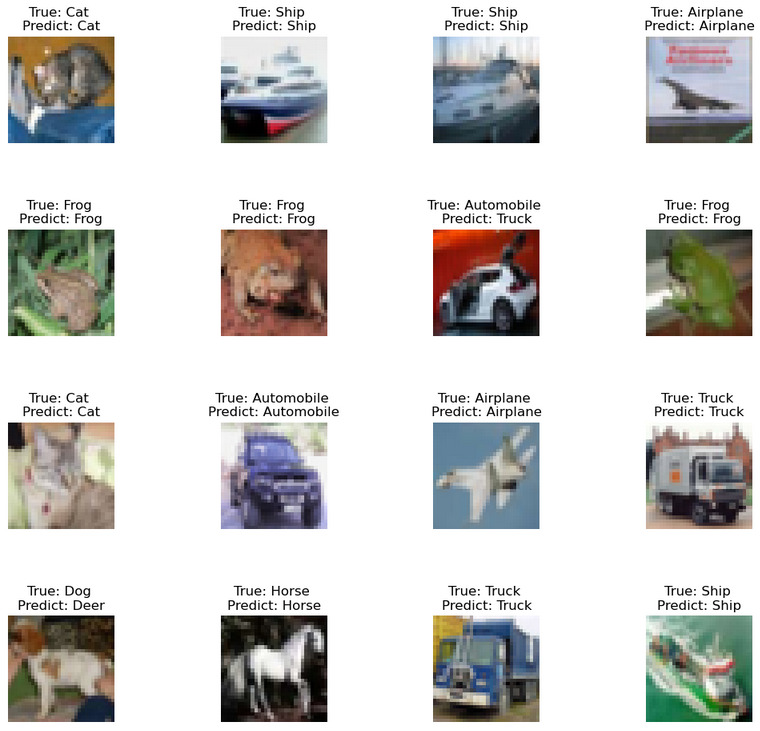 True: Cat
Predict: Cat
True: Ship
Predict: Ship
True: Ship
Predict: Ship
True: Airplane
Predict: Airplane
True: Frog
Predict: Frog
True: Frog
Predict: Frog
True: Automobile
Predict: Truck
True: Frog
Predict: Frog
True: Cat
Predict: Cat
True: Automobile
Predict: Automobile
True: Airplane
Predict: Airplane
True: Truck
Predict: Truck
True: Dog
Predict: Deer
True: Horse
Predict: Horse
True: Truck
Predict: Truck
True: Ship
Predict: Ship